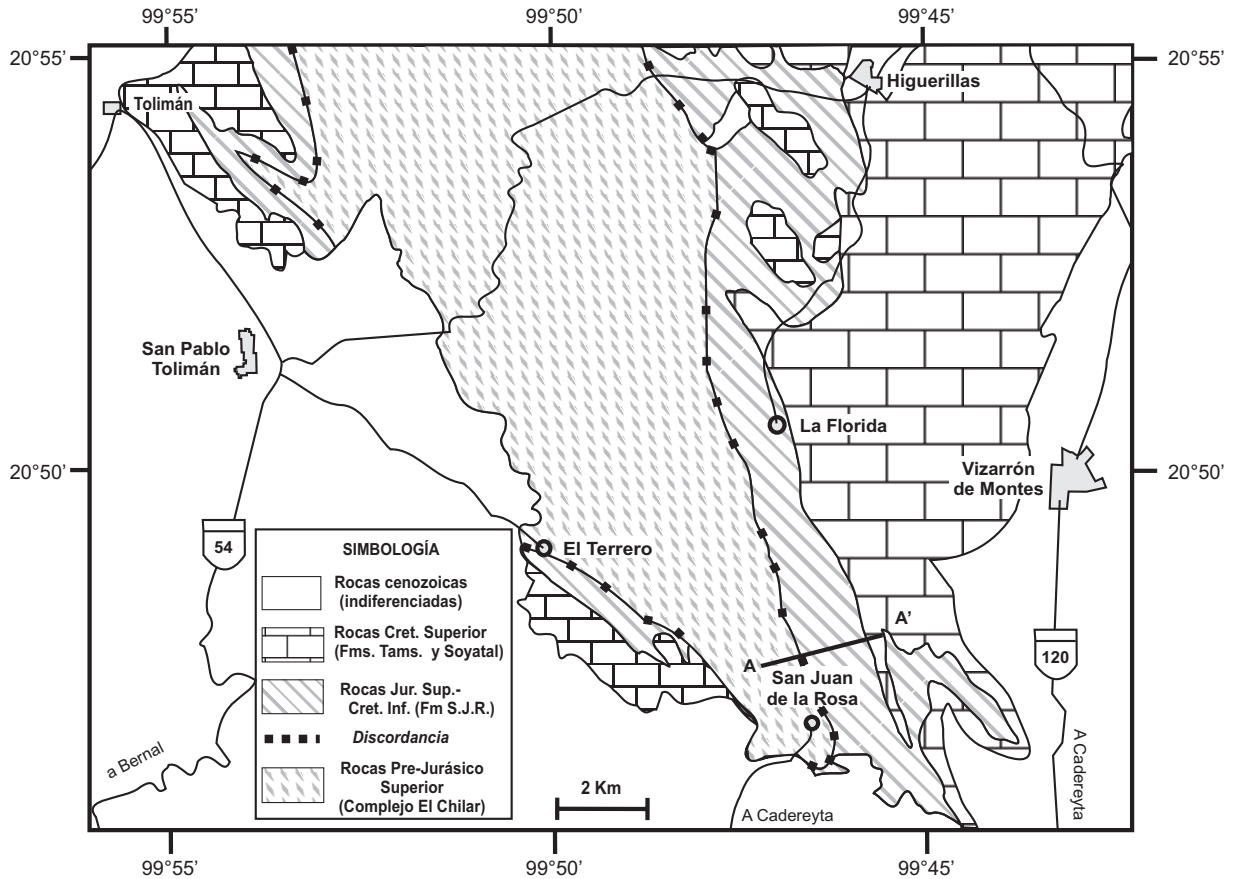 99°55’
99°50’
99°45’
20°55’
20°55’
Higuerillas
Tolimán
San Pablo
Tolimán
La Florida
20°50’
20°50’
Vizarrón
de Montes
54
El Terrero
SIMBOLOGÍA
Rocas cenozoicas
(indiferenciadas)
Rocas Cret. Superior
(Fms. Tams. y Soyatal)
Rocas Jur. Sup.-
Cret. Inf. (Fm S.J.R.)
Discordancia
Rocas Pre-Jurásico
Superior
(Complejo El Chilar)
A’
A
120
San Juan
de la Rosa
a Bernal
2 Km
A Cadereyta
A Cadereyta
99°55’
99°50’
99°45’